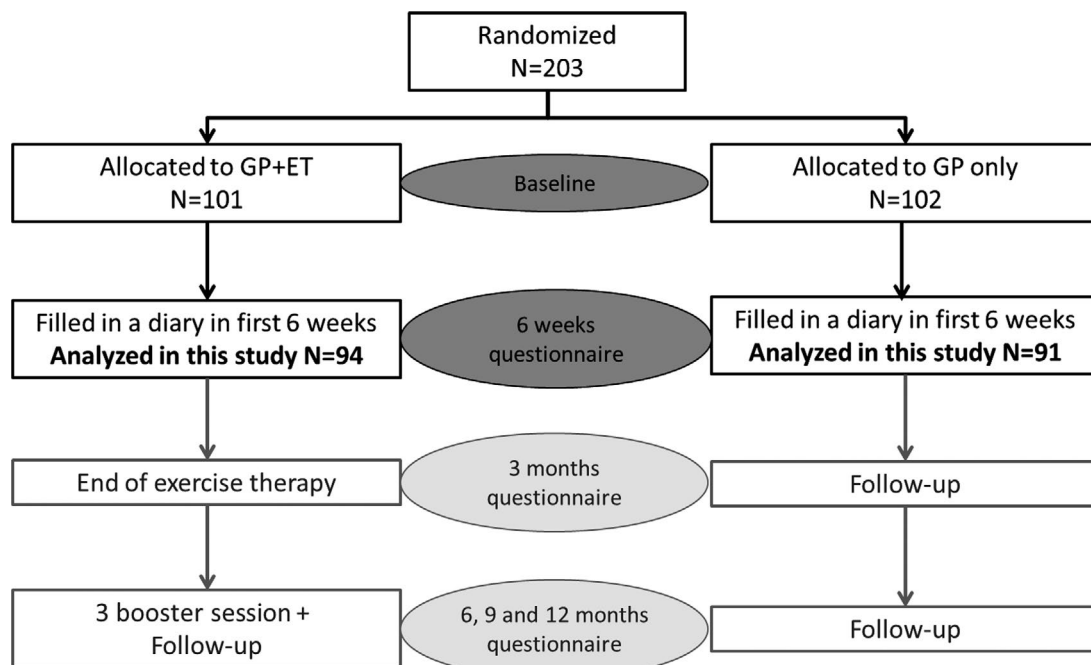 Randomized
N=203
Allocated to GP+ET
N=101
Baseline
Allocated to GP only
N=102
Filled in a diary in first 6 weeks
Analyzed in this study N=94
6 weeks
questionnaire
Filled in a diary in first 6 weeks
Analyzed in this study N=91
End of exercise therapy
3 months
questionnaire
Follow-up
3 booster session +
Follow-up
6, 9 and 12 months
questionnaire
Follow-up